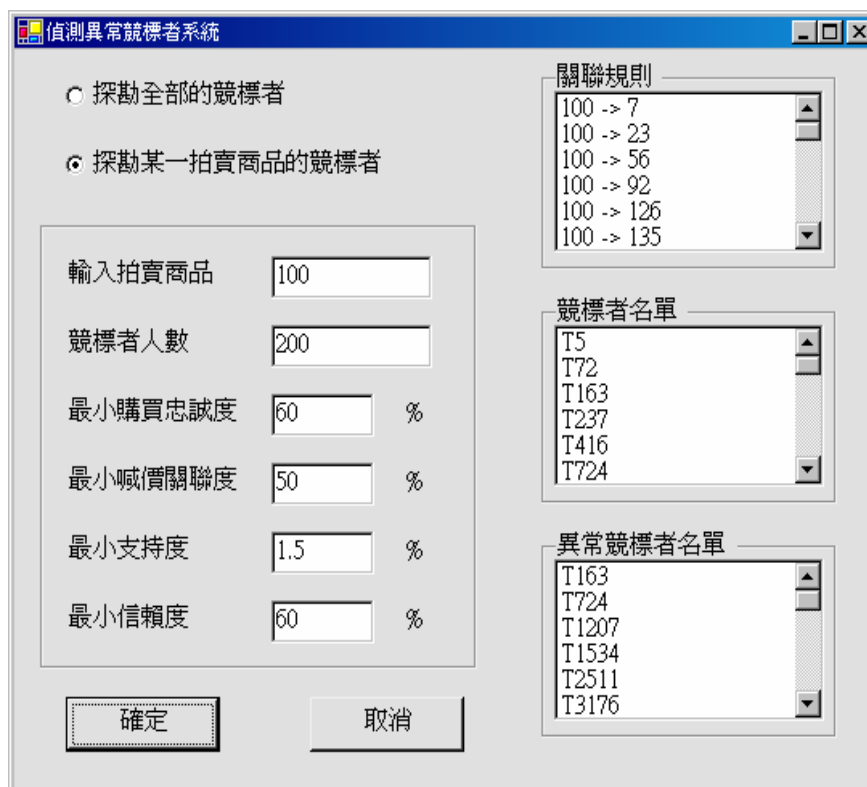 偵測異常競標者系統
探勘全部的競標者
探勘某一拍賣商品的競標者
輸入拍賣商品 100
競標者人數 200
最小購買忠誠度 60 %
最小喊價關聯度 50 %
最小支持度 1.5 %
最小信賴度 60 %
確定 取消
關聯規則
100 -> 7
100 -> 23
100 -> 56
100 -> 92
100 -> 126
100 -> 135
競標者名單
T5
T72
T163
T237
T416
T724
異常競標者名單
T163
T724
T1207
T1534
T2511
T3176